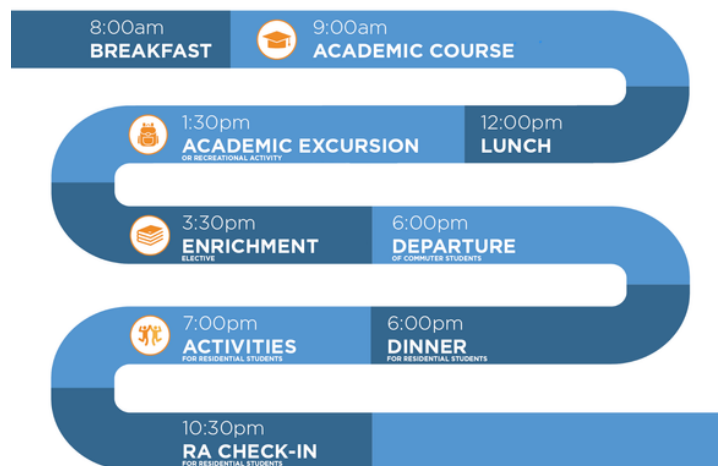 8:00am
BREAKFAST
9:00am
ACADEMIC COURSE
12:00pm
LUNCH
1:30pm
ACADEMIC EXCURSION
OR RECREATIONAL ACTIVITY
3:30pm
ENRICHMENT
ELECTIVE
6:00pm
DEPARTURE
OF COMMUTER STUDENTS
6:00pm
DINNER
FOR RESIDENTIAL STUDENTS
7:00pm
ACTIVITIES
FOR RESIDENTIAL STUDENTS
10:30pm
RA CHECK-IN
FOR RESIDENTIAL STUDENTS